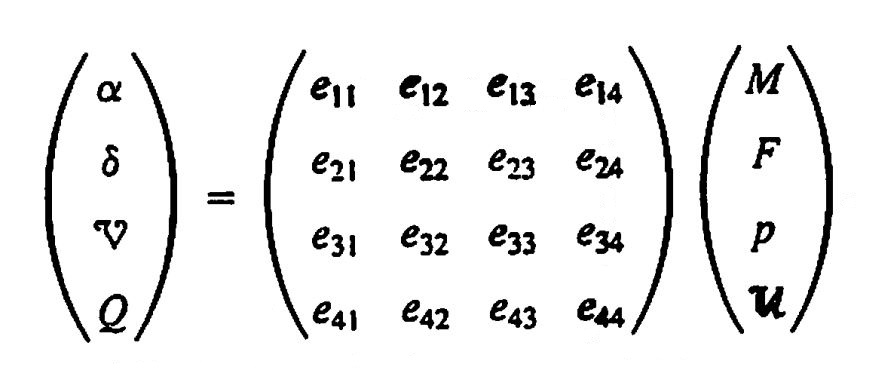 α e₁₁ e₁₂ e₁₃ e₁₄ M
δ e₂₁ e₂₂ e₂₃ e₂₄ F
=
𝒱 e₃₁ e₃₂ e₃₃ e₃₄ p
Q e₄₁ e₄₂ e₄₃ e₄₄ 𝒰